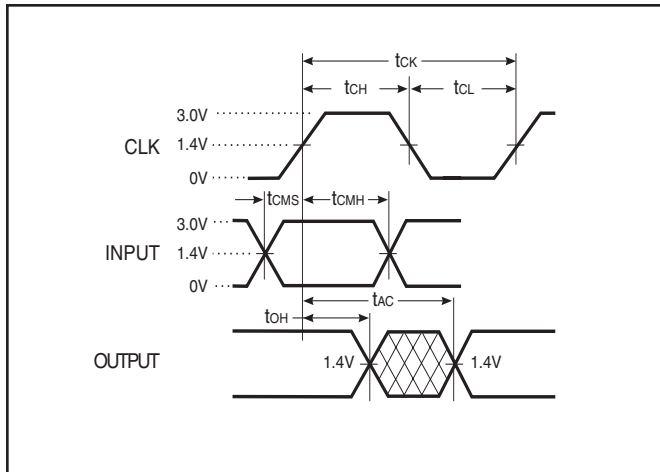 tCK
tCH tCL
3.0V
CLK 1.4V
0V
tCMS tCMH
3.0V
INPUT 1.4V
0V
tAC
tOH
OUTPUT 1.4V 1.4V